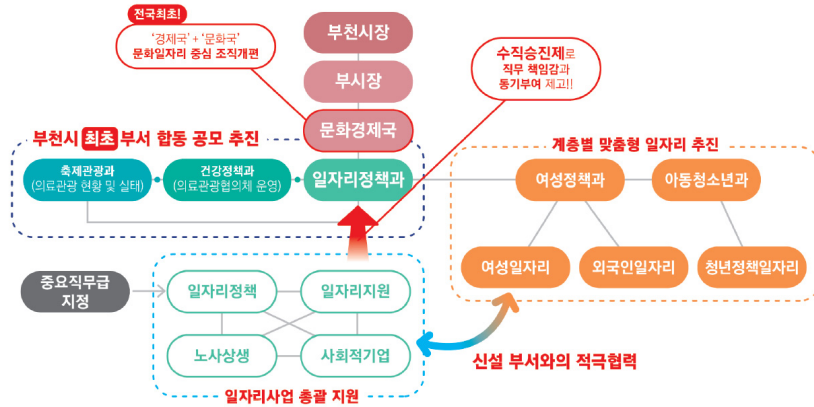 전국최초!
'경제국' + '문화국'
문화일자리 중심 조직개편
부천시장
부시장
문화경제국
수직승진제로
직무 책임감과
동기부여 제고!!
부천시 최초 부서 합동 공모 추진
계층별 맞춤형 일자리 추진
축제관광과
(의료관광 현황 및 실태)
건강정책과
(의료관광협의체 운영)
일자리정책과
여성정책과
아동청소년과
여성일자리
외국인일자리
청년정책일자리
중요직무급
지정
일자리정책
일자리지원
노사상생
사회적기업
신설 부서와의 적극협력
일자리사업 총괄 지원